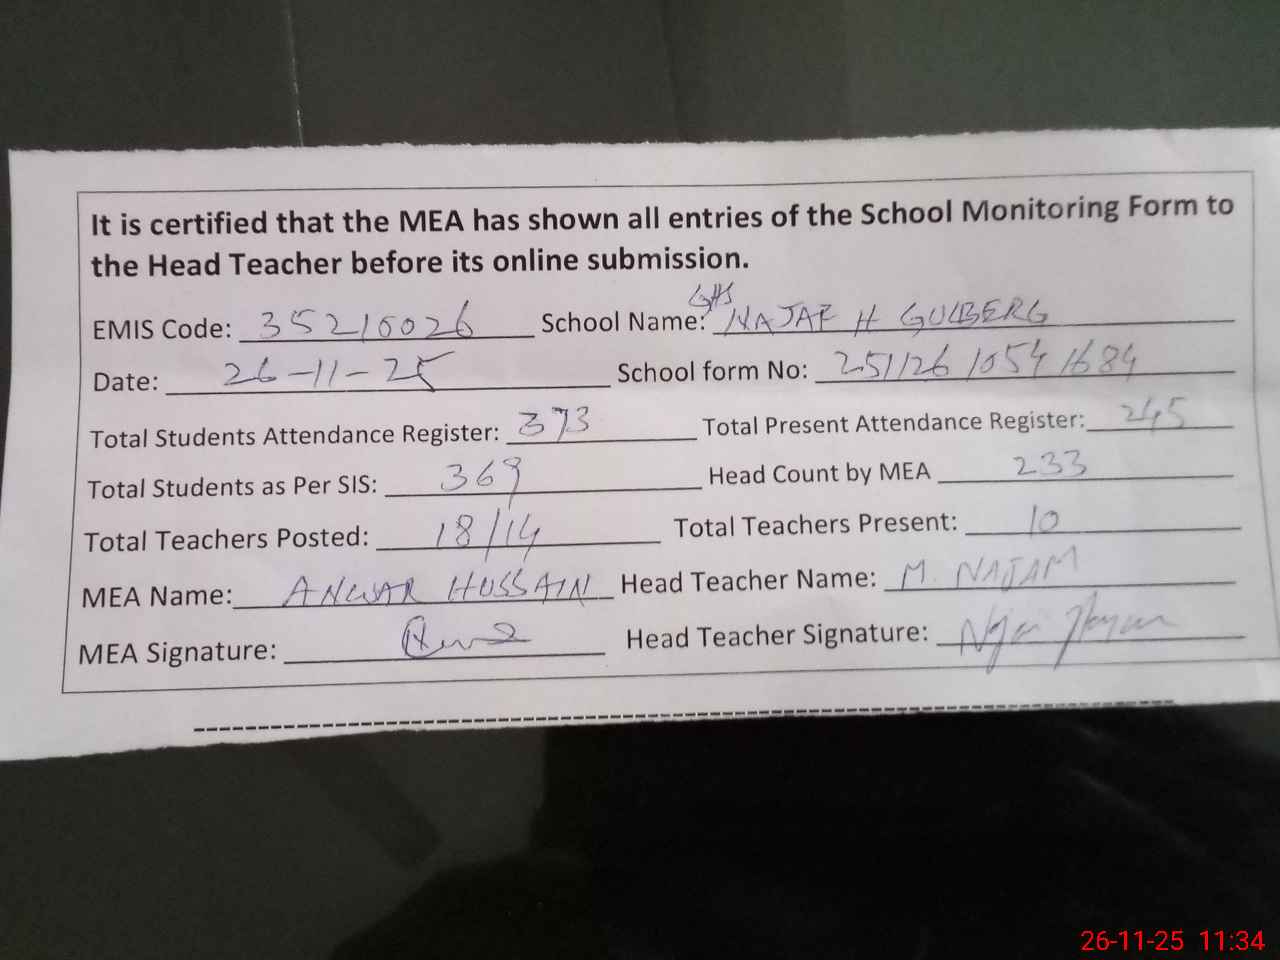 It is certified that the MEA has shown all entries of the School Monitoring Form to
the Head Teacher before its online submission.
EMIS Code: 35210026 School Name: GHS NAJAF H GULBERG
Date: 26-11-25 School form No: 251126 1054 1684
Total Students Attendance Register: 373 Total Present Attendance Register: 245
Total Students as Per SIS: 369 Head Count by MEA 233
Total Teachers Posted: 18/14 Total Teachers Present: 10
MEA Name: ANWAR HUSSAIN Head Teacher Name: M. NAJAM
MEA Signature: Head Teacher Signature:
26-11-25 11:34